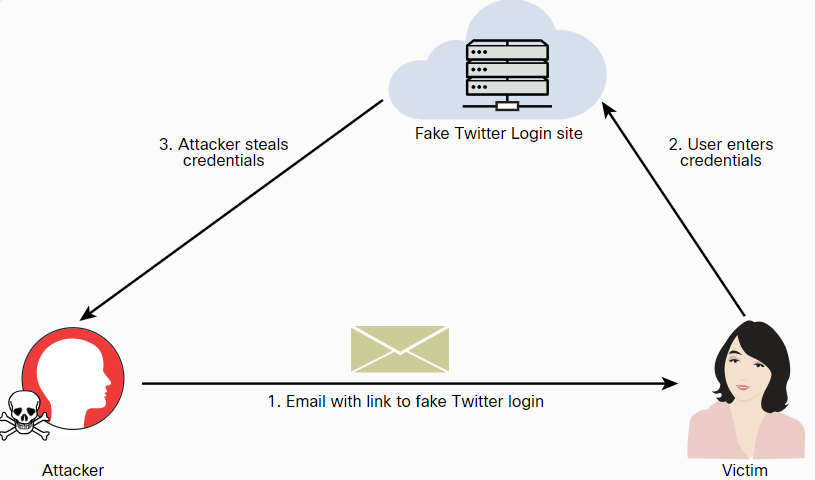 Fake Twitter Login site
3. Attacker steals
credentials
2. User enters
credentials
1. Email with link to fake Twitter login
Attacker
Victim